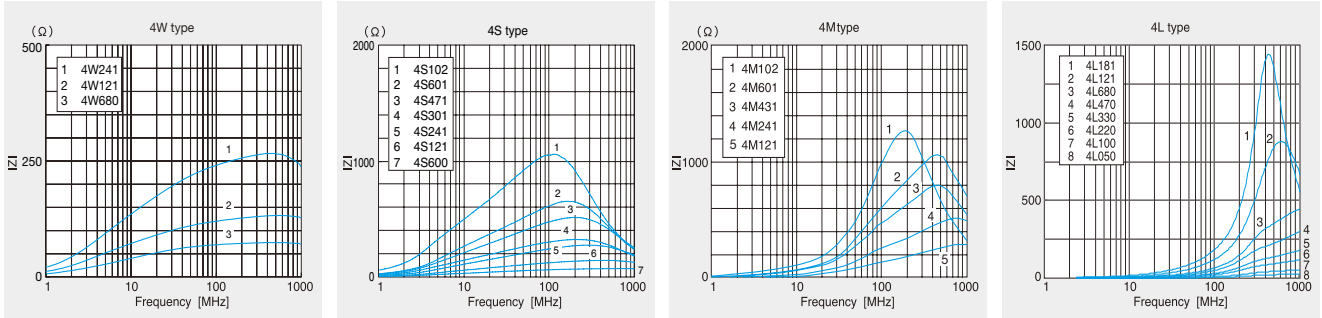 4W type
(Ω)
500
250
0
|Z|
1 4W241
2 4W121
3 4W680
1
2
3
1 10 100 1000
Frequency [MHz]
4S type
(Ω)
2000
1000
0
|Z|
1 4S102
2 4S601
3 4S471
4 4S301
5 4S241
6 4S121
7 4S600
1
2
3
4
5
6
7
1 10 100 1000
Frequency [MHz]
4Mtype
(Ω)
2000
1000
0
|Z|
1 4M102
2 4M601
3 4M431
4 4M241
5 4M121
1
2
3
4
5
1 10 100 1000
Frequency [MHz]
4L type
1500
1000
500
0
|Z|
1 4L181
2 4L121
3 4L680
4 4L470
5 4L330
6 4L220
7 4L100
8 4L050
1
2
3
4
5
6
7
8
1 10 100 1000
Frequency [MHz]